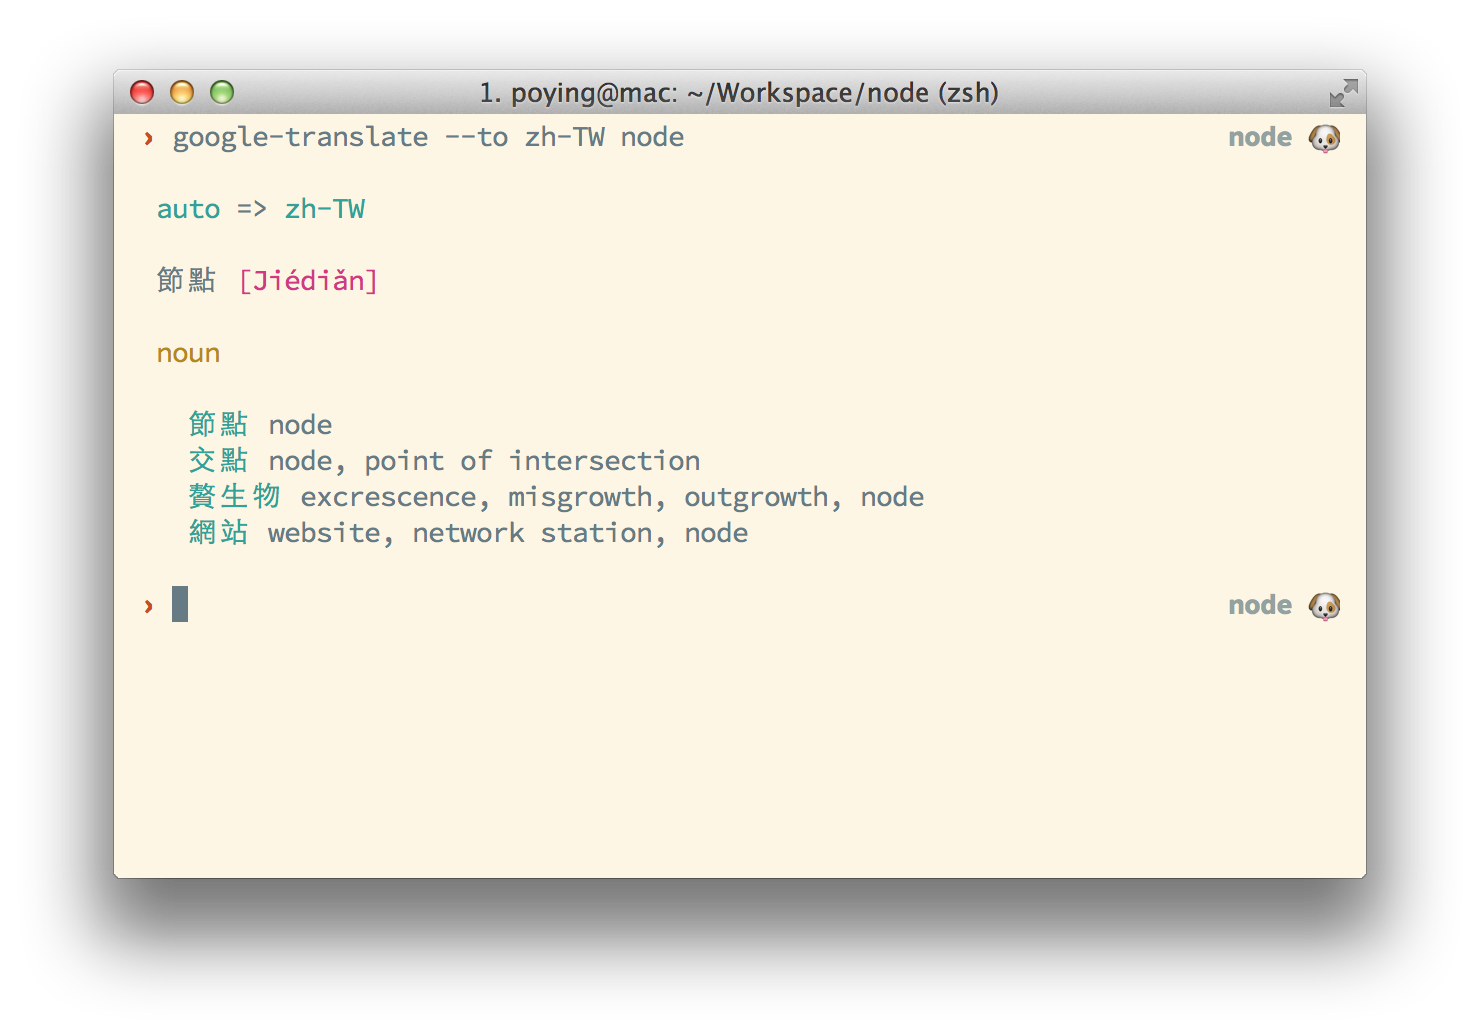 1. poying@mac: ~/Workspace/node (zsh)
› google-translate --to zh-TW node node 🐶
auto => zh-TW
節點 [Jiédiǎn]
noun
節點 node
交點 node, point of intersection
贅生物 excrescence, misgrowth, outgrowth, node
網站 website, network station, node
› node 🐶